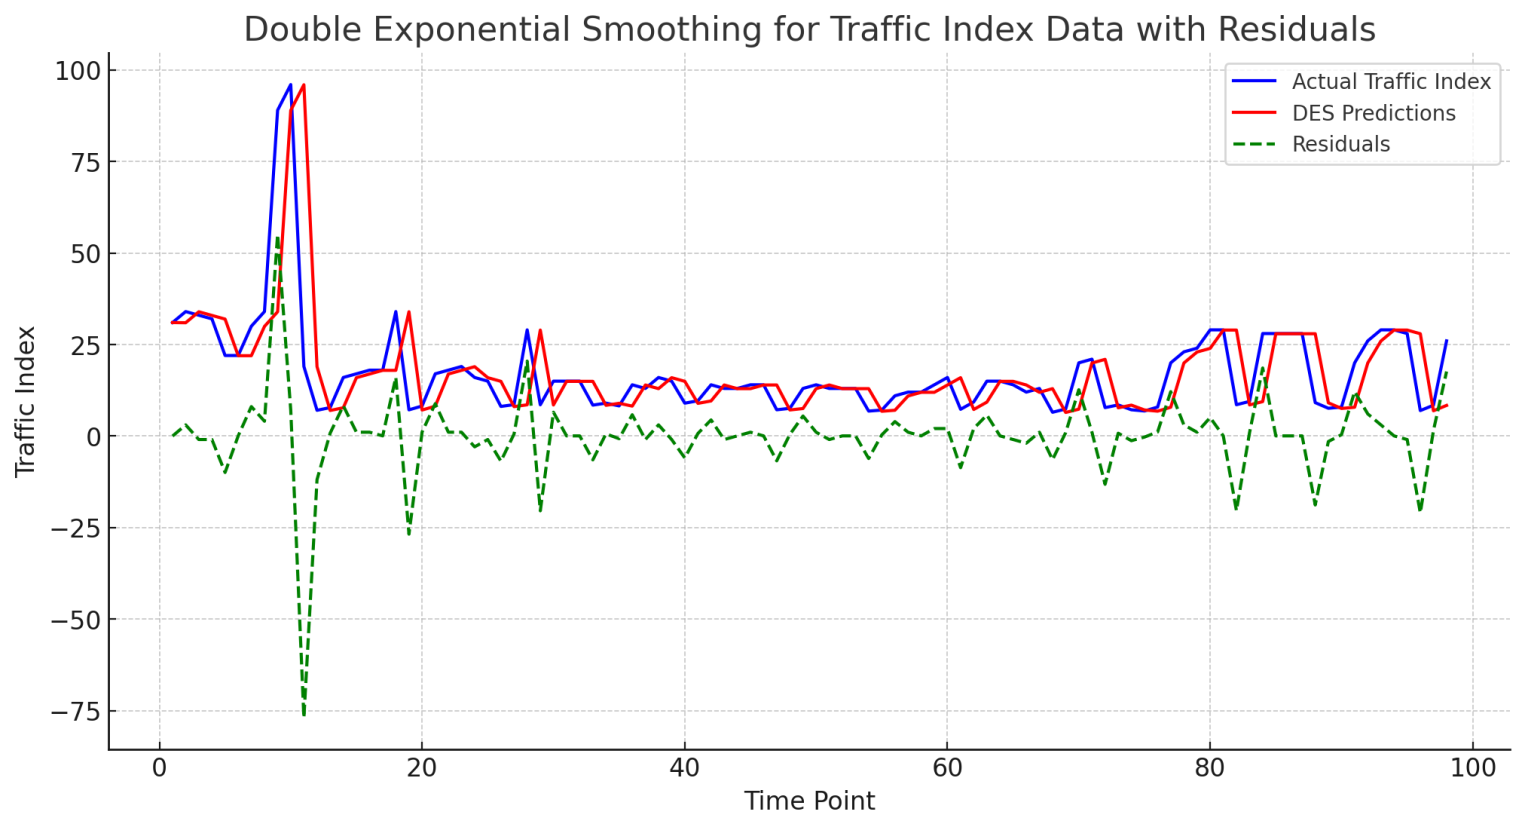 Double Exponential Smoothing for Traffic Index Data with Residuals
Actual Traffic Index
DES Predictions
Residuals
100
75
50
25
0
−25
−50
−75
Traffic Index
0 20 40 60 80 100
Time Point